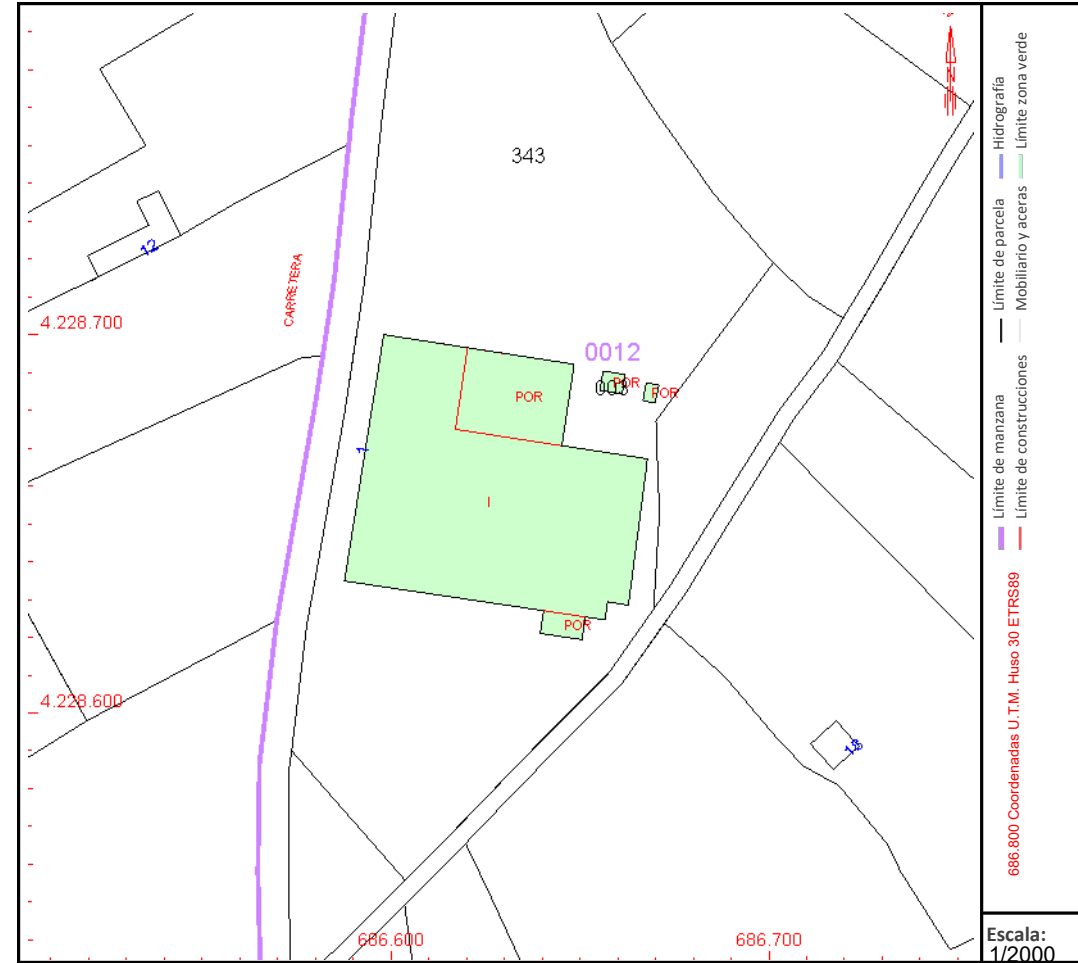 343
12
CARRETERA
4.228.700
0012
POR
POR
003
POR
1
I
POR
4.228.600
686.600
686.700
Hidrografía
Límite zona verde
Límite de parcela
Mobiliario y aceras
Límite de manzana
Límite de construcciones
686.800 Coordenadas U.T.M. Huso 30 ETRS89
Escala:
1/2000